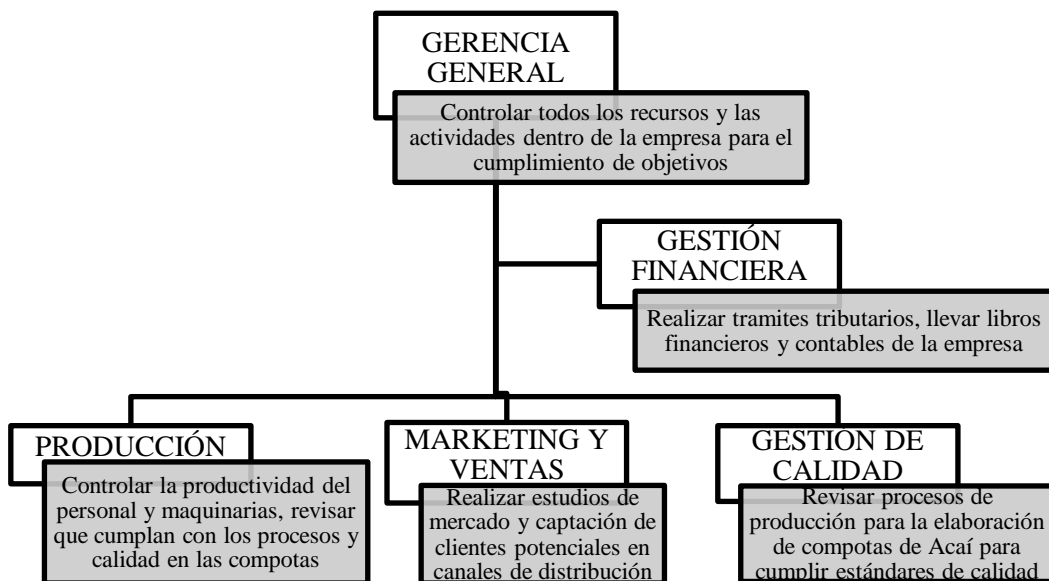 GERENCIA
GENERAL
Controlar todos los recursos y las
actividades dentro de la empresa para el
cumplimiento de objetivos
GESTIÓN
FINANCIERA
Realizar tramites tributarios, llevar libros
financieros y contables de la empresa
PRODUCCIÓN
Controlar la productividad del
personal y maquinarias, revisar
que cumplan con los procesos y
calidad en las compotas
MARKETING Y
VENTAS
Realizar estudios de
mercado y captación de
clientes potenciales en
canales de distribución
GESTIÓN DE
CALIDAD
Revisar procesos de
producción para la elaboración
de compotas de Acaí para
cumplir estándares de calidad